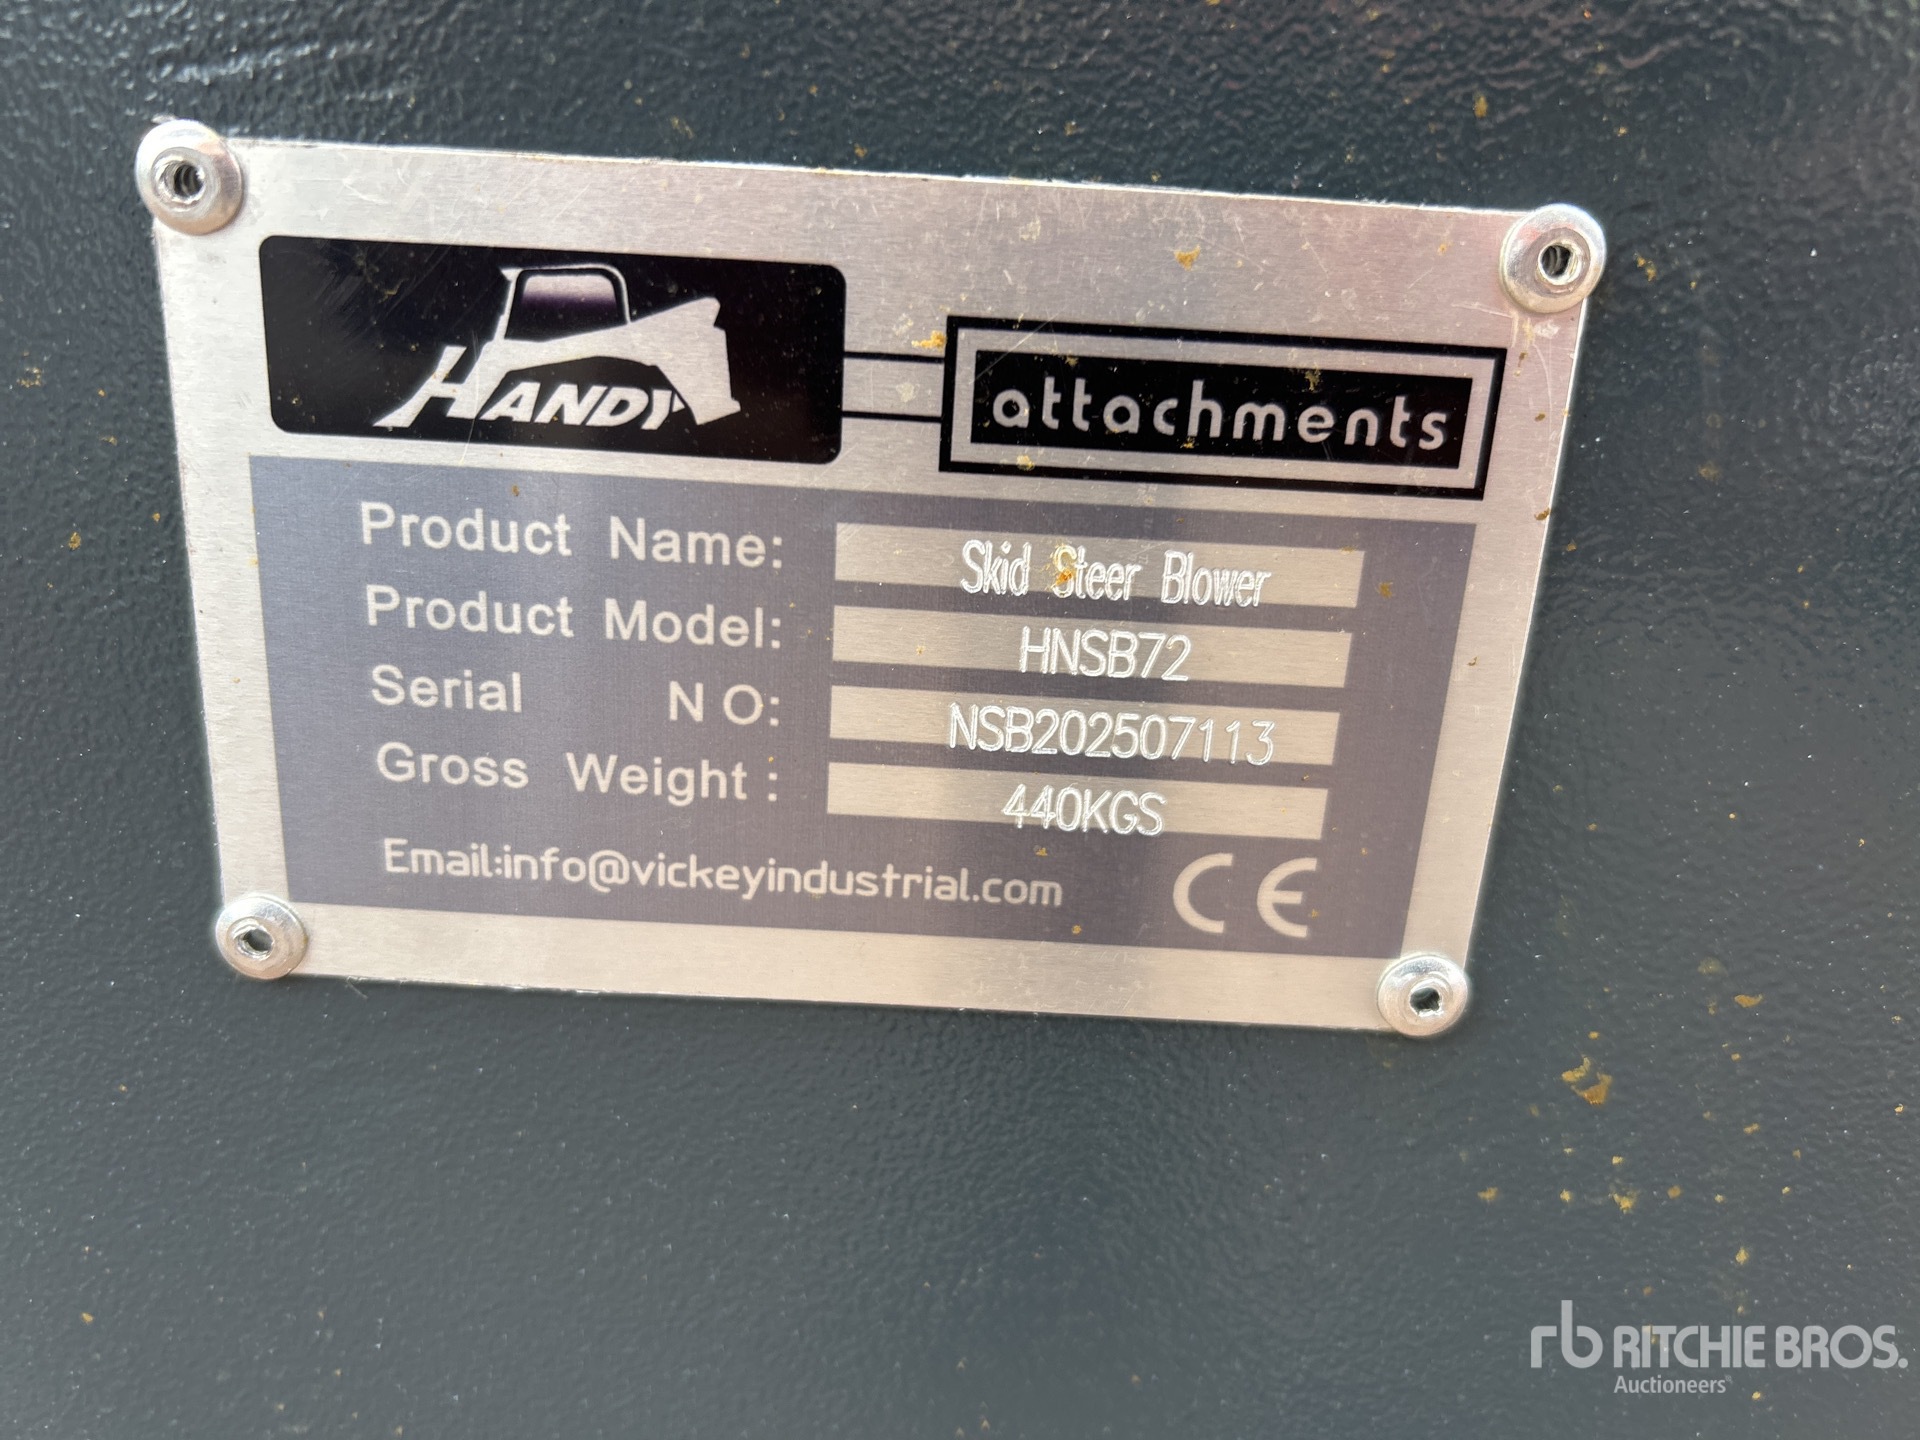 HANDY
attachments
Product Name: Skid Steer Blower
Product Model: HNSB72
Serial N O: NSB202507113
Gross Weight : 440KGS
Email:info@vickeyindustrial.com CE
rb RITCHIE BROS.
Auctioneers